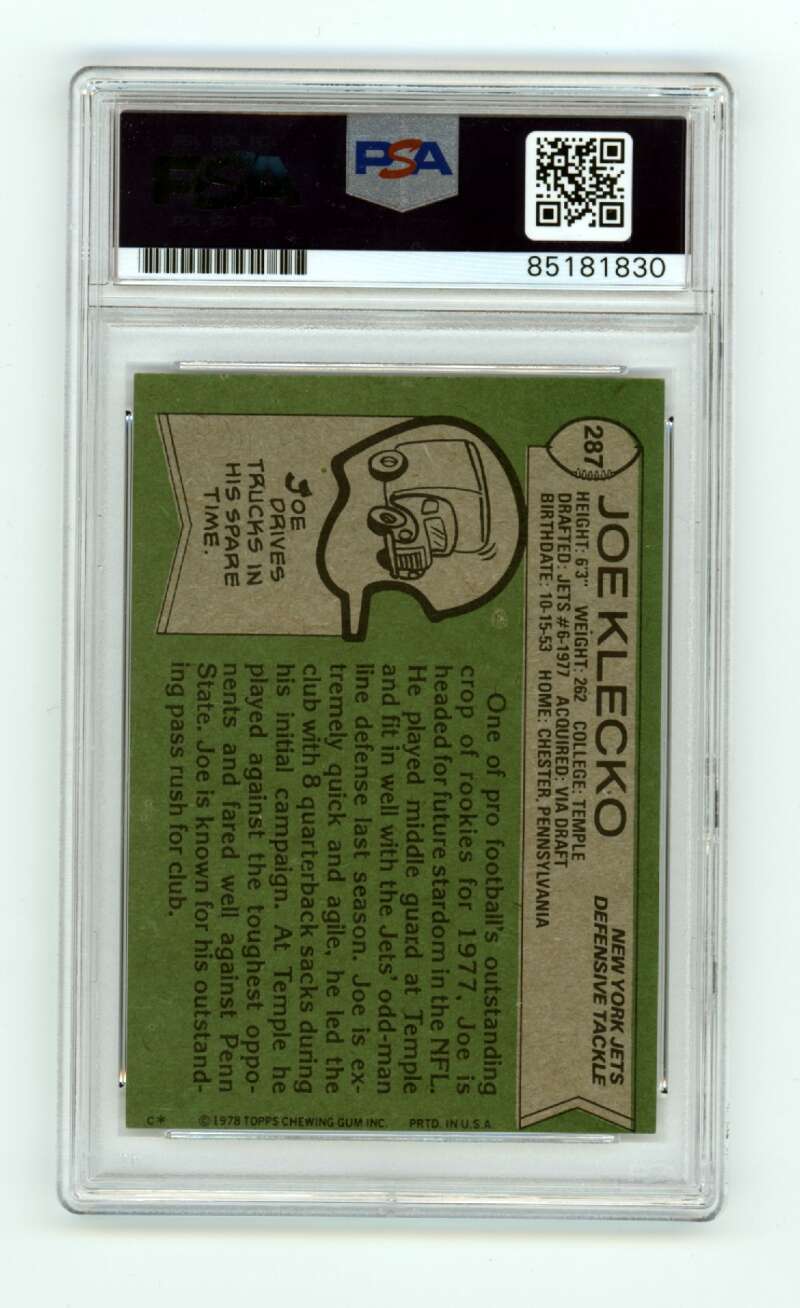 PSA
85181830
287
JOE KLECKO
NEW YORK JETS
DEFENSIVE TACKLE
HEIGHT: 6'3" WEIGHT: 262 COLLEGE: TEMPLE
DRAFTED: JETS #6-1977 ACQUIRED: VIA DRAFT
BIRTHDATE: 10-15-53 HOME: CHESTER, PENNSYLVANIA
JOE
DRIVES
TRUCKS IN
HIS SPARE
TIME.
One of pro football's outstanding
crop of rookies for 1977, Joe is
headed for future stardom in the NFL.
He played middle guard at Temple
and fit in well with the Jets' odd-man
line defense last season. Joe is ex-
tremely quick and agile, he led the
club with 8 quarterback sacks during
his initial campaign. At Temple he
played against the toughest oppo-
nents and fared well against Penn
State. Joe is known for his outstand-
ing pass rush for club.
C* © 1978 TOPPS CHEWING GUM INC. PRTD. IN U.S.A.